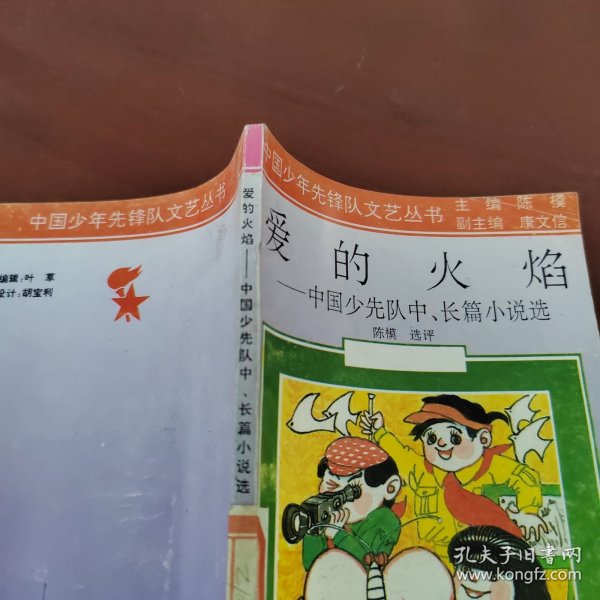 中国少年先锋队文艺丛书
编辑:叶
设计:胡宝利
爱的火焰——中国少先队中、长篇小说选
中国少年先锋队文艺丛书
主编 陈模
副主编 康文信
爱的火焰
——中国少先队中、长篇小说选
陈模 选评
孔夫子旧书网
www.kongfz.com